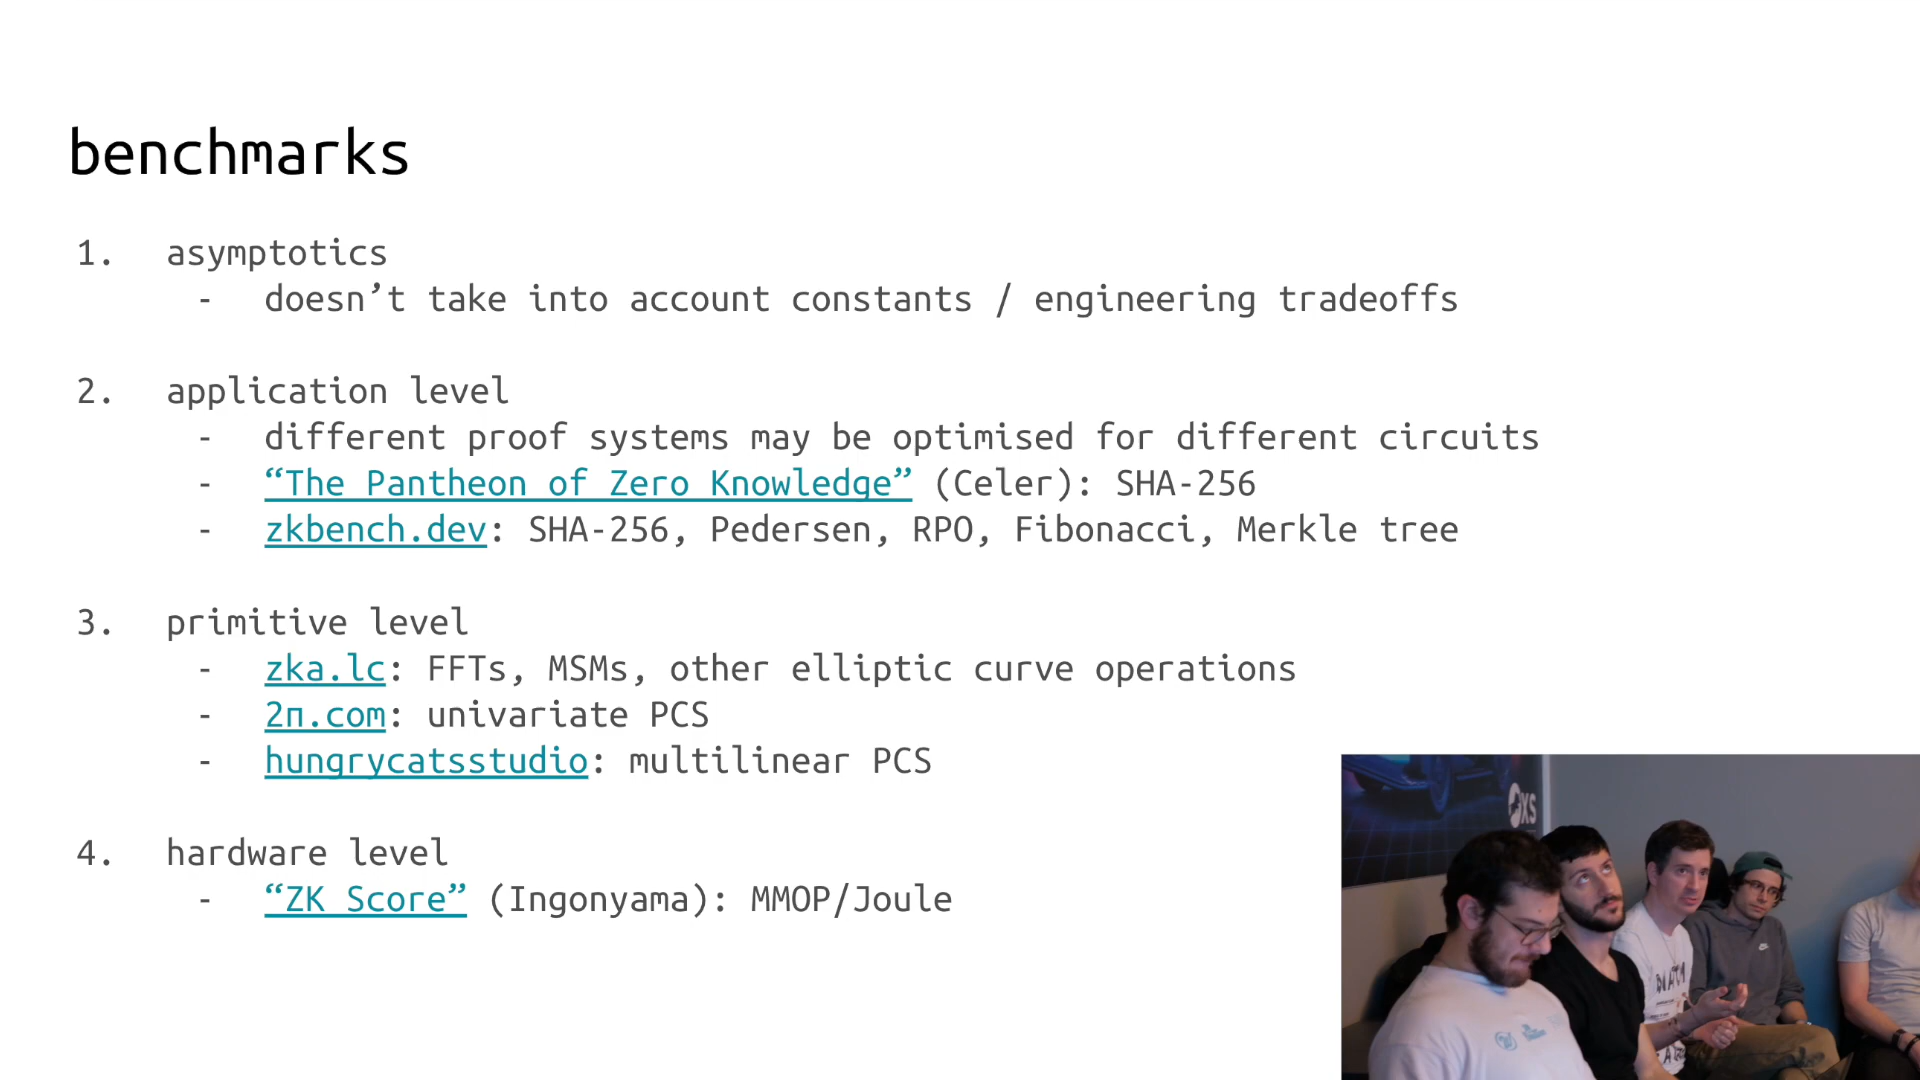 benchmarks
1. asymptotics
- doesn’t take into account constants / engineering tradeoffs
2. application level
- different proof systems may be optimised for different circuits
- “The Pantheon of Zero Knowledge” (Celer): SHA-256
- zkbench.dev: SHA-256, Pedersen, RPO, Fibonacci, Merkle tree
3. primitive level
- zka.lc: FFTs, MSMs, other elliptic curve operations
- 2π.com: univariate PCS
- hungrycatsstudio: multilinear PCS
4. hardware level
- “ZK Score” (Ingonyama): MMOP/Joule